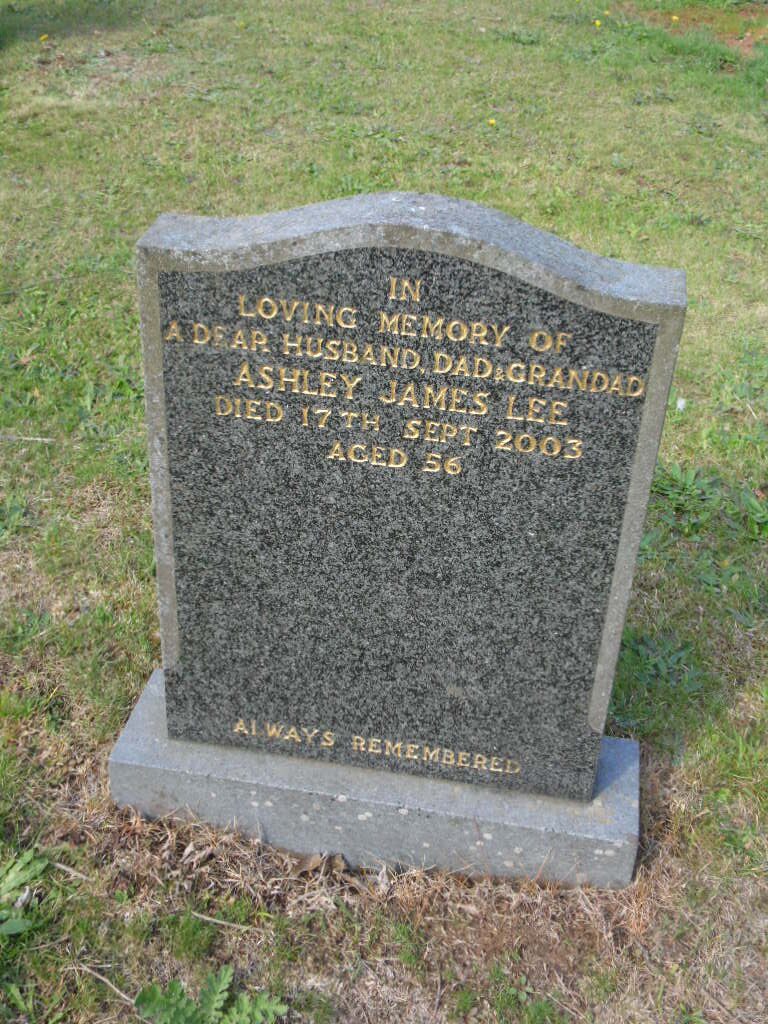 IN
LOVING MEMORY OF
A DEAR HUSBAND, DAD & GRANDAD
ASHLEY JAMES LEE
DIED 17TH SEPT 2003
AGED 56
ALWAYS REMEMBERED